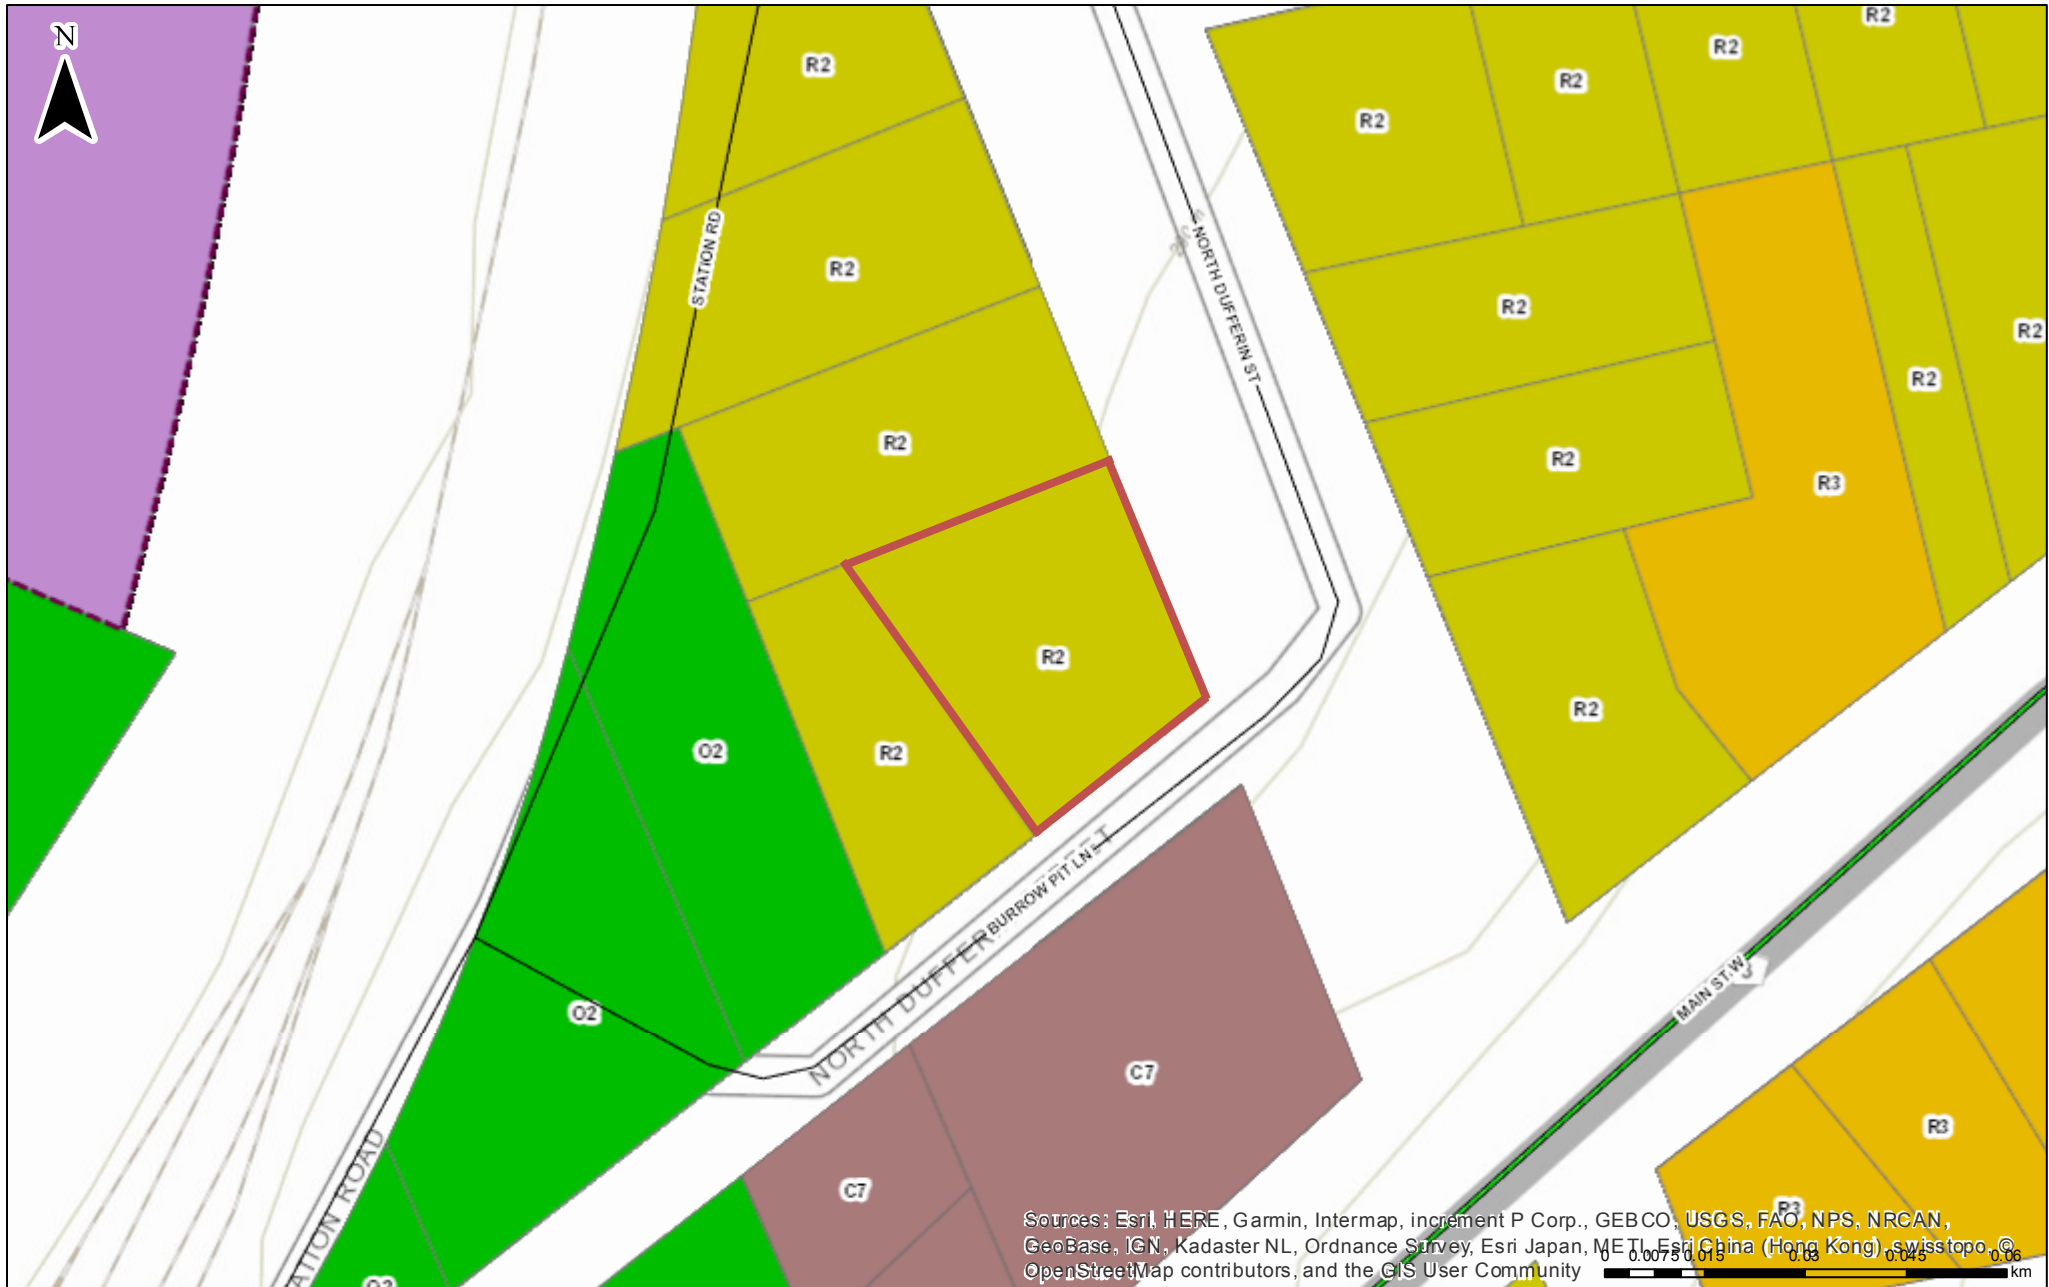 N
R2
R2
R2
R2
R2
R2
STATION RD
R2
NORTH DUFFERIN ST
R2
R2
R2
R2
R2
R3
R2
O2
R2
R2
BURROW PIT LN
NORTH DUFFER
O2
MAIN ST. W
C7
R3
C7
R3
O2
Sources: Esri, HERE, Garmin, Intermap, increment P Corp., GEBCO, USGS, FAO, NPS, NRCAN,
GeoBase, IGN, Kadaster NL, Ordnance Survey, Esri Japan, METI, Esri China (Hong Kong), swisstopo, ©
OpenStreetMap contributors, and the GIS User Community
0 0.0075 0.015 0.03 0.045 0.06
km
ATION ROAD